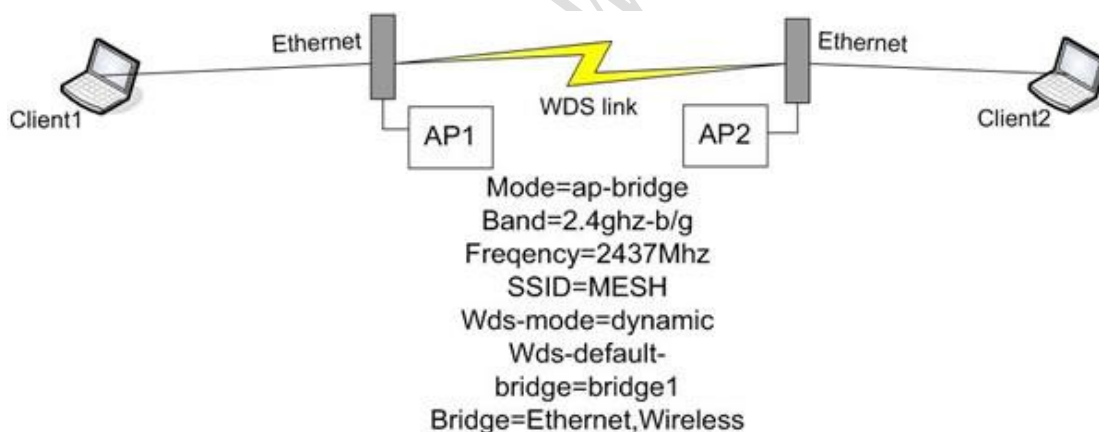 Ethernet
Ethernet
Client1
WDS link
Client2
AP1
AP2
Mode=ap-bridge
Band=2.4ghz-b/g
Freqency=2437Mhz
SSID=MESH
Wds-mode=dynamic
Wds-default-
bridge=bridge1
Bridge=Ethernet,Wireless